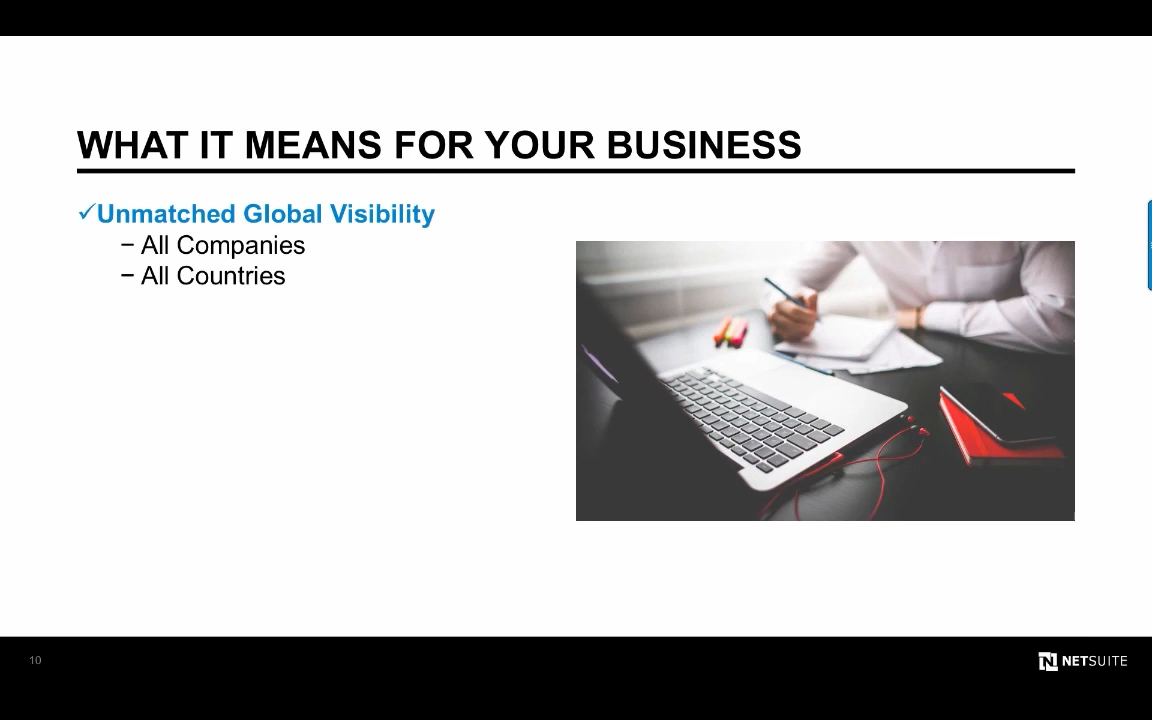 WHAT IT MEANS FOR YOUR BUSINESS
✓Unmatched Global Visibility
– All Companies
– All Countries
10
NETSUITE